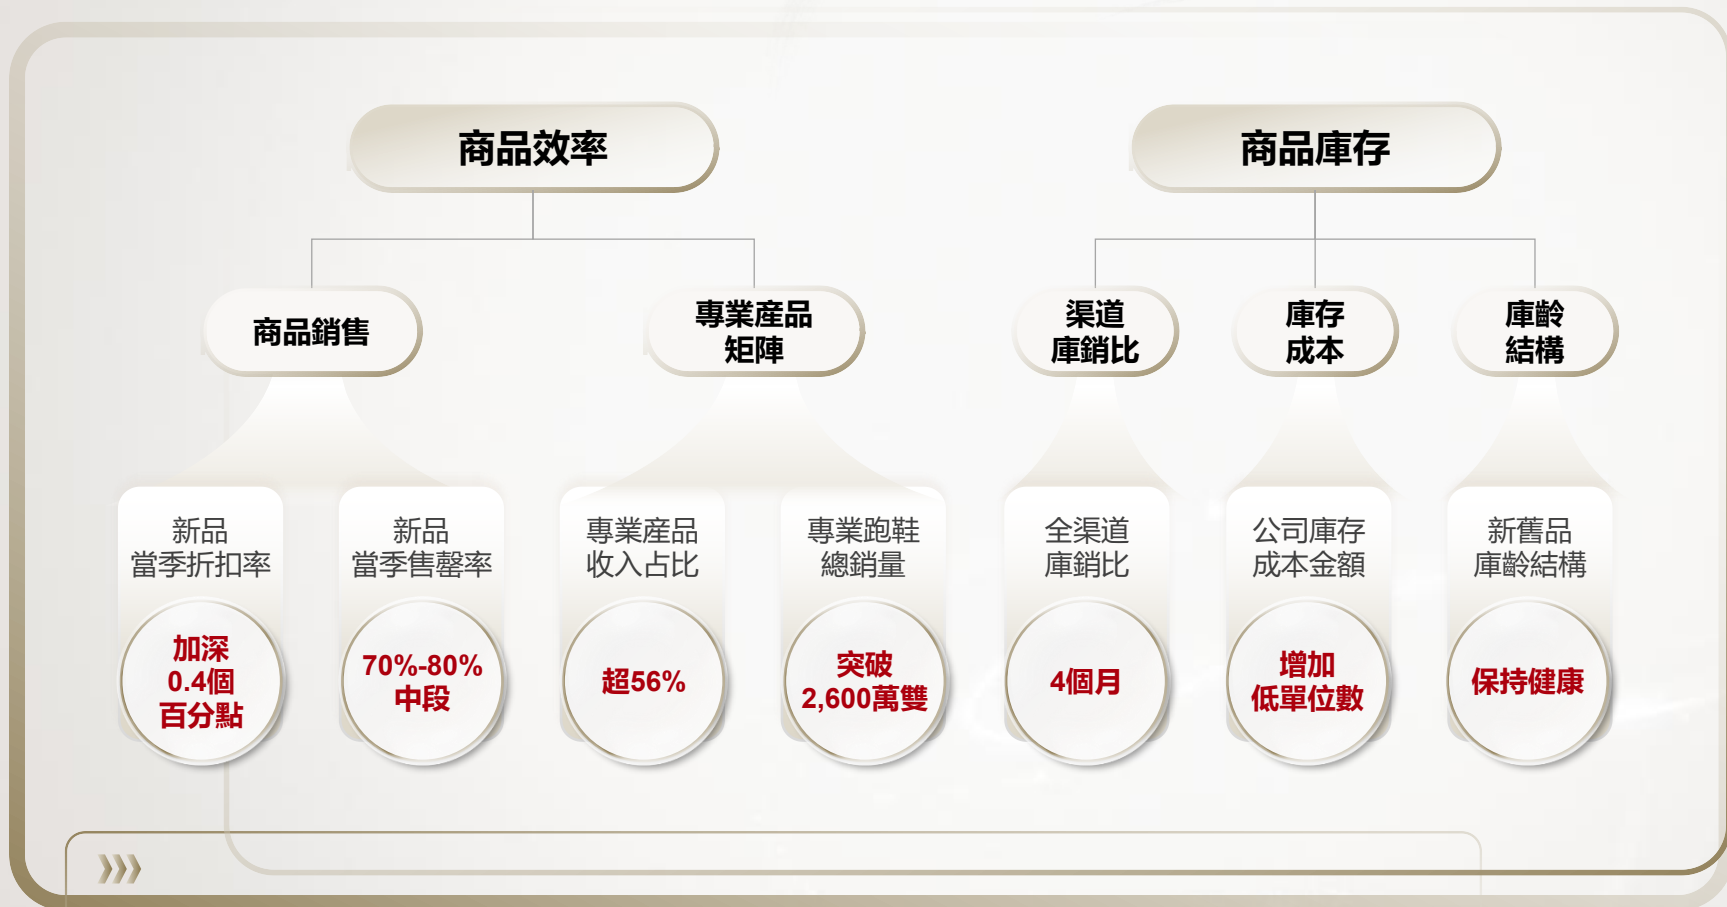 商品效率
商品庫存
商品銷售
專業產品
矩陣
渠道
庫銷比
庫存
成本
庫齡
結構
新品
當季折扣率
新品
當季售罄率
專業產品
收入占比
專業跑鞋
總銷量
全渠道
庫銷比
公司庫存
成本金額
新舊品
庫齡結構
加深
0.4個
百分點
70%-80%
中段
超56%
突破
2,600萬雙
4個月
增加
低單位數
保持健康